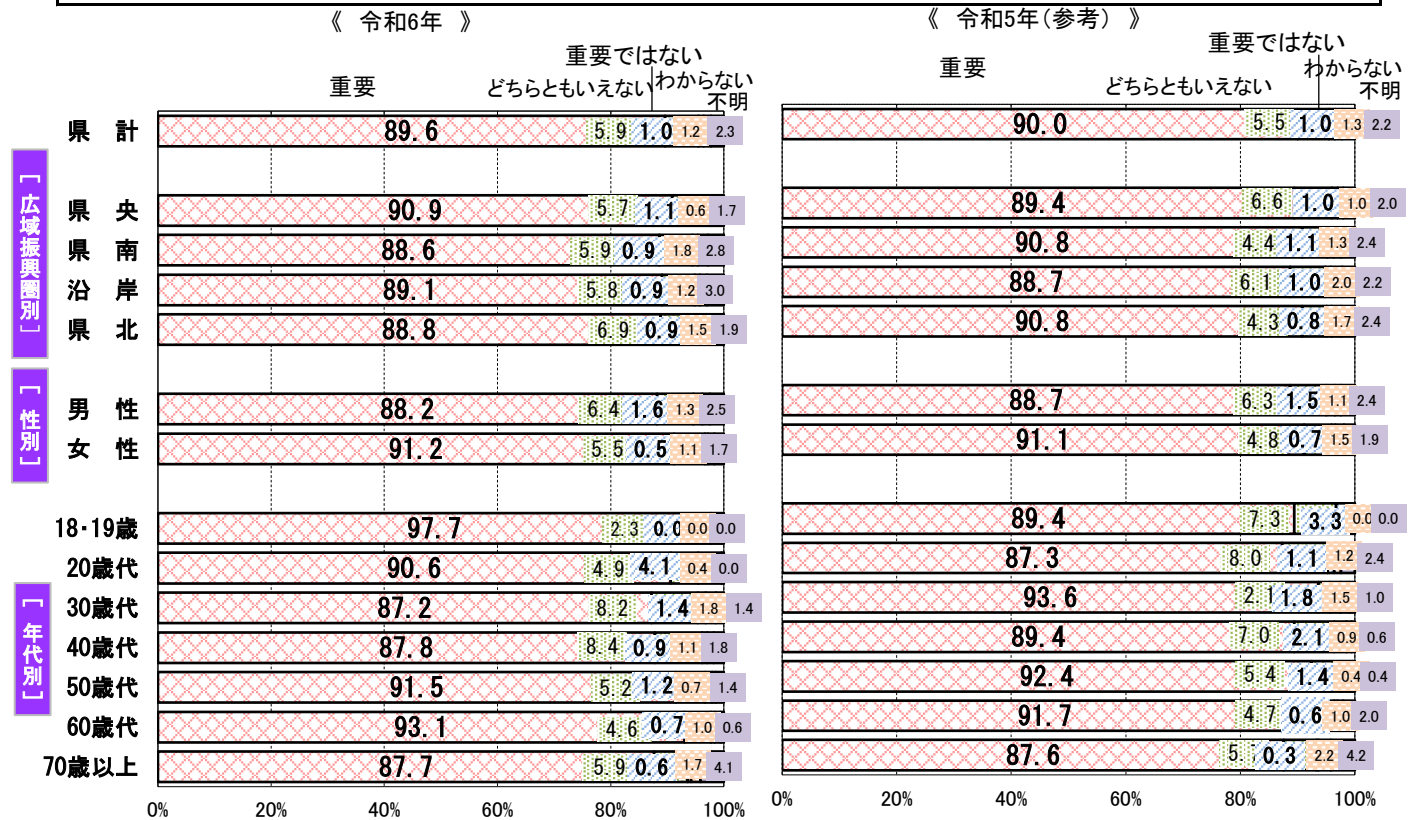 《 令和6年 》
重要 どちらともいえない 重要ではない わからない 不明
県 計 89.6 5.9 1.0 1.2 2.3
[広域振興圏別]
県 央 90.9 5.7 1.1 0.6 1.7
県 南 88.6 5.9 0.9 1.8 2.8
沿 岸 89.1 5.8 0.9 1.2 3.0
県 北 88.8 6.9 0.9 1.5 1.9
[性別]
男 性 88.2 6.4 1.6 1.3 2.5
女 性 91.2 5.5 0.5 1.1 1.7
[年代別]
18・19歳 97.7 2.3 0.0 0.0 0.0
20歳代 90.6 4.9 4.1 0.4 0.0
30歳代 87.2 8.2 1.4 1.8 1.4
40歳代 87.8 8.4 0.9 1.1 1.8
50歳代 91.5 5.2 1.2 0.7 1.4
60歳代 93.1 4.6 0.7 1.0 0.6
70歳以上 87.7 5.9 0.6 1.7 4.1
0% 20% 40% 60% 80% 100%
《 令和5年(参考) 》
重要 どちらともいえない 重要ではない わからない 不明
90.0 5.5 1.0 1.3 2.2
89.4 6.6 1.0 1.0 2.0
90.8 4.4 1.1 1.3 2.4
88.7 6.1 1.0 2.0 2.2
90.8 4.3 0.8 1.7 2.4
88.7 6.3 1.5 1.1 2.4
91.1 4.8 0.7 1.5 1.9
89.4 7.3 3.3 0.0 0.0
87.3 8.0 1.1 1.2 2.4
93.6 2.1 1.8 1.5 1.0
89.4 7.0 2.1 0.9 0.6
92.4 5.4 1.4 0.4 0.4
91.7 4.7 0.6 1.0 2.0
87.6 0.3 2.2 4.2
0% 20% 40% 60% 80% 100%